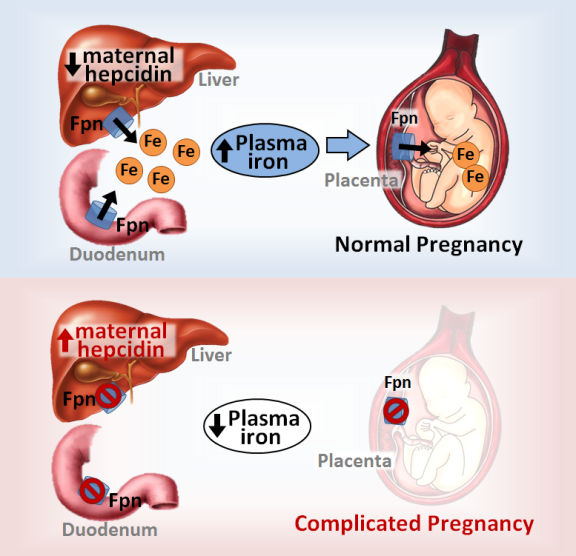 maternal
hepcidin
Liver
Fpn
Fe
Fe
Fe
Fe
Fpn
Duodenum
Plasma
iron
Fpn
Fe
Fe
Placenta
Normal Pregnancy
maternal
hepcidin
Liver
Fpn
Fpn
Duodenum
Plasma
iron
Fpn
Placenta
Complicated Pregnancy